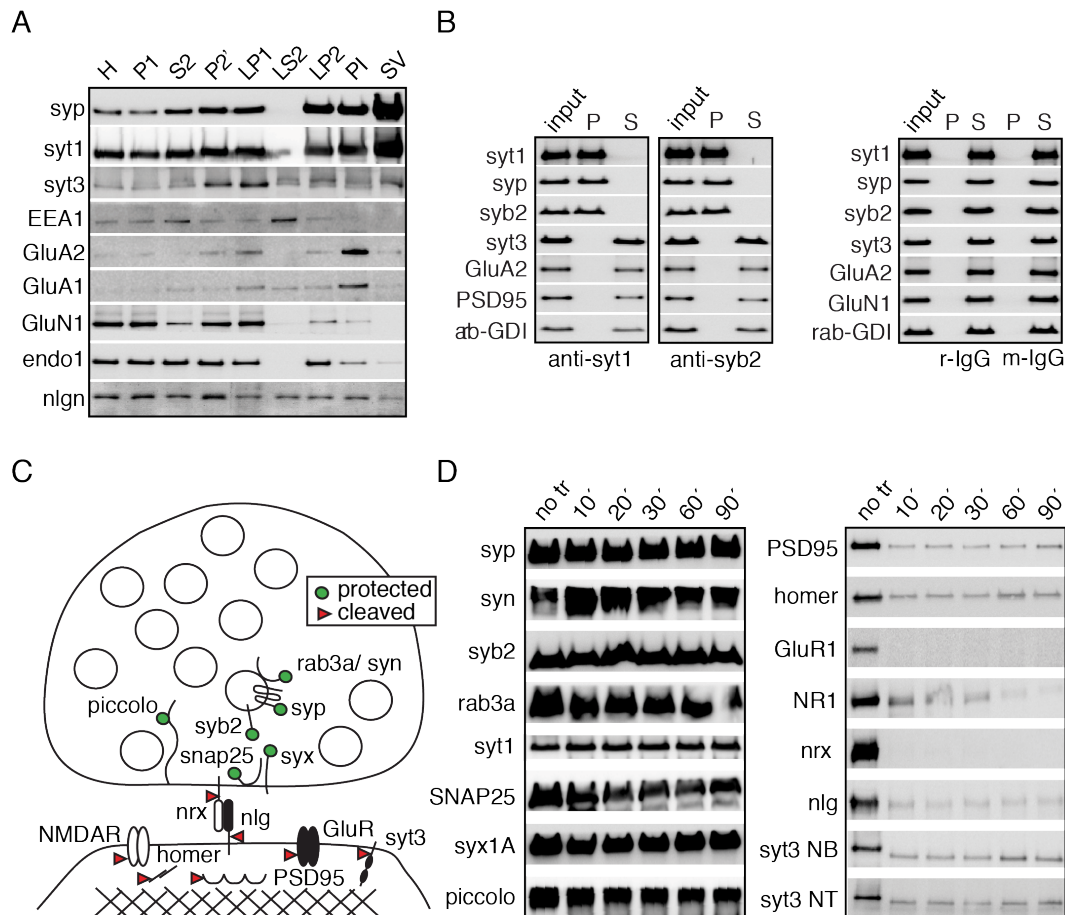 A
H P1 S2 P2' LP1 LS2 LP2 PI SV
syp
syt1
syt3
EEA1
GluA2
GluA1
GluN1
endo1
nlgn
B
input P S input P S
syt1
syp
syb2
syt3
GluA2
PSD95
ab-GDI
anti-syt1 anti-syb2
input P S P S
syt1
syp
syb2
syt3
GluA2
GluN1
rab-GDI
r-IgG m-IgG
C
protected
cleaved
rab3a/ syn
piccolo
syp
syb2
snap25
syx
nrx
nlg
NMDAR
GluR
syt3
homer
PSD95
D
no tr 10' 20' 30' 60' 90'
syp
syn
syb2
rab3a
syt1
SNAP25
syx1A
piccolo
no tr 10' 20' 30' 60' 90'
PSD95
homer
GluR1
NR1
nrx
nlg
syt3 NB
syt3 NT